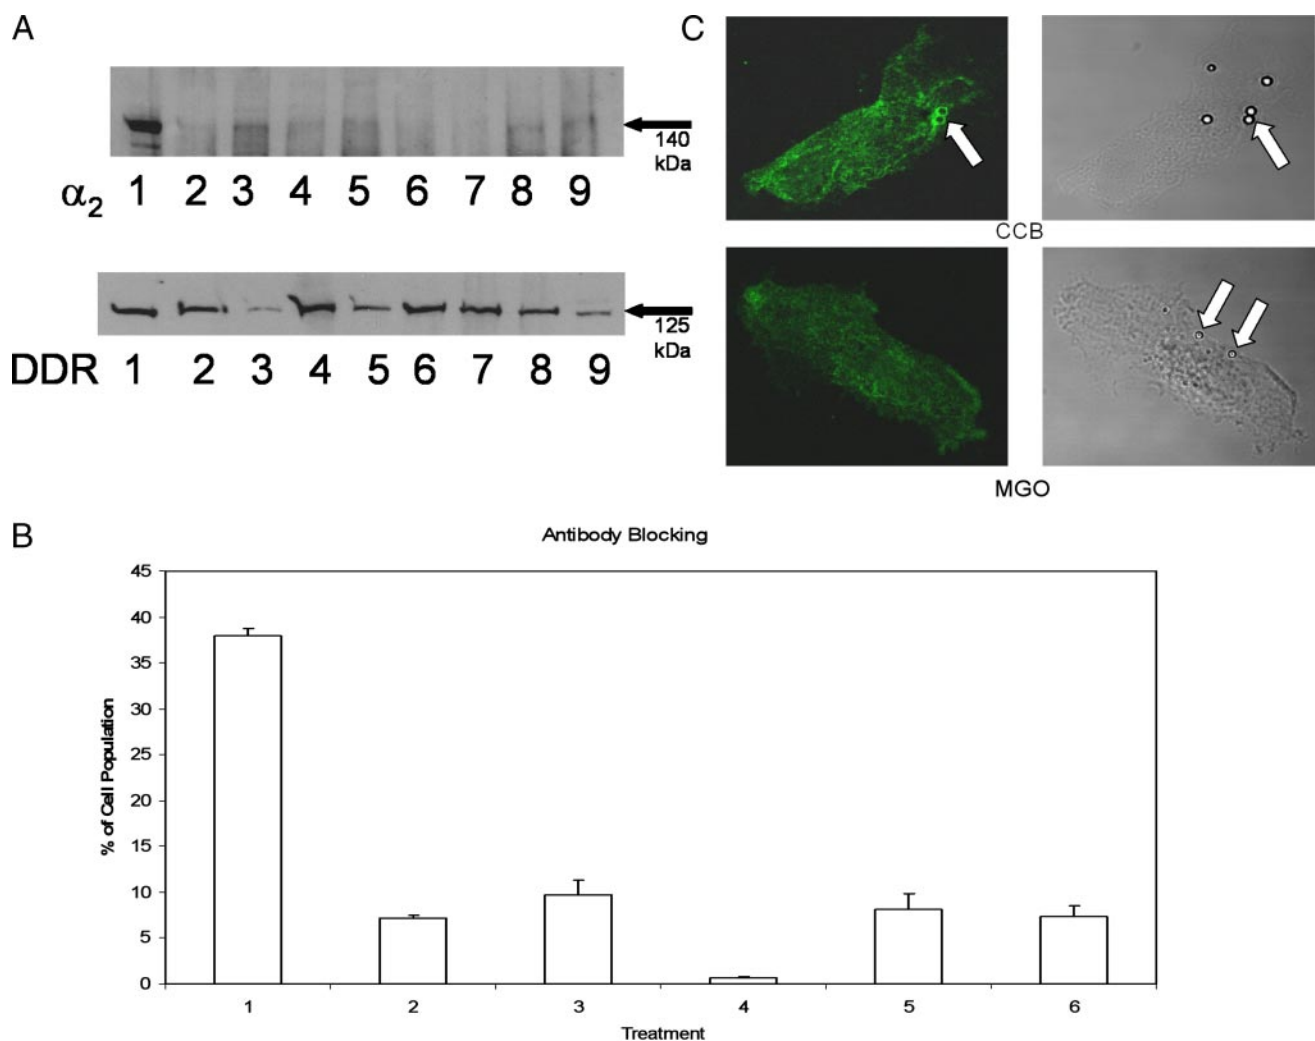 A
140
kDa
α2 1 2 3 4 5 6 7 8 9
125
kDa
DDR 1 2 3 4 5 6 7 8 9
C
CCB
MGO
B
Antibody Blocking
% of Cell Population
45
40
35
30
25
20
15
10
5
0
1 2 3 4 5 6
Treatment